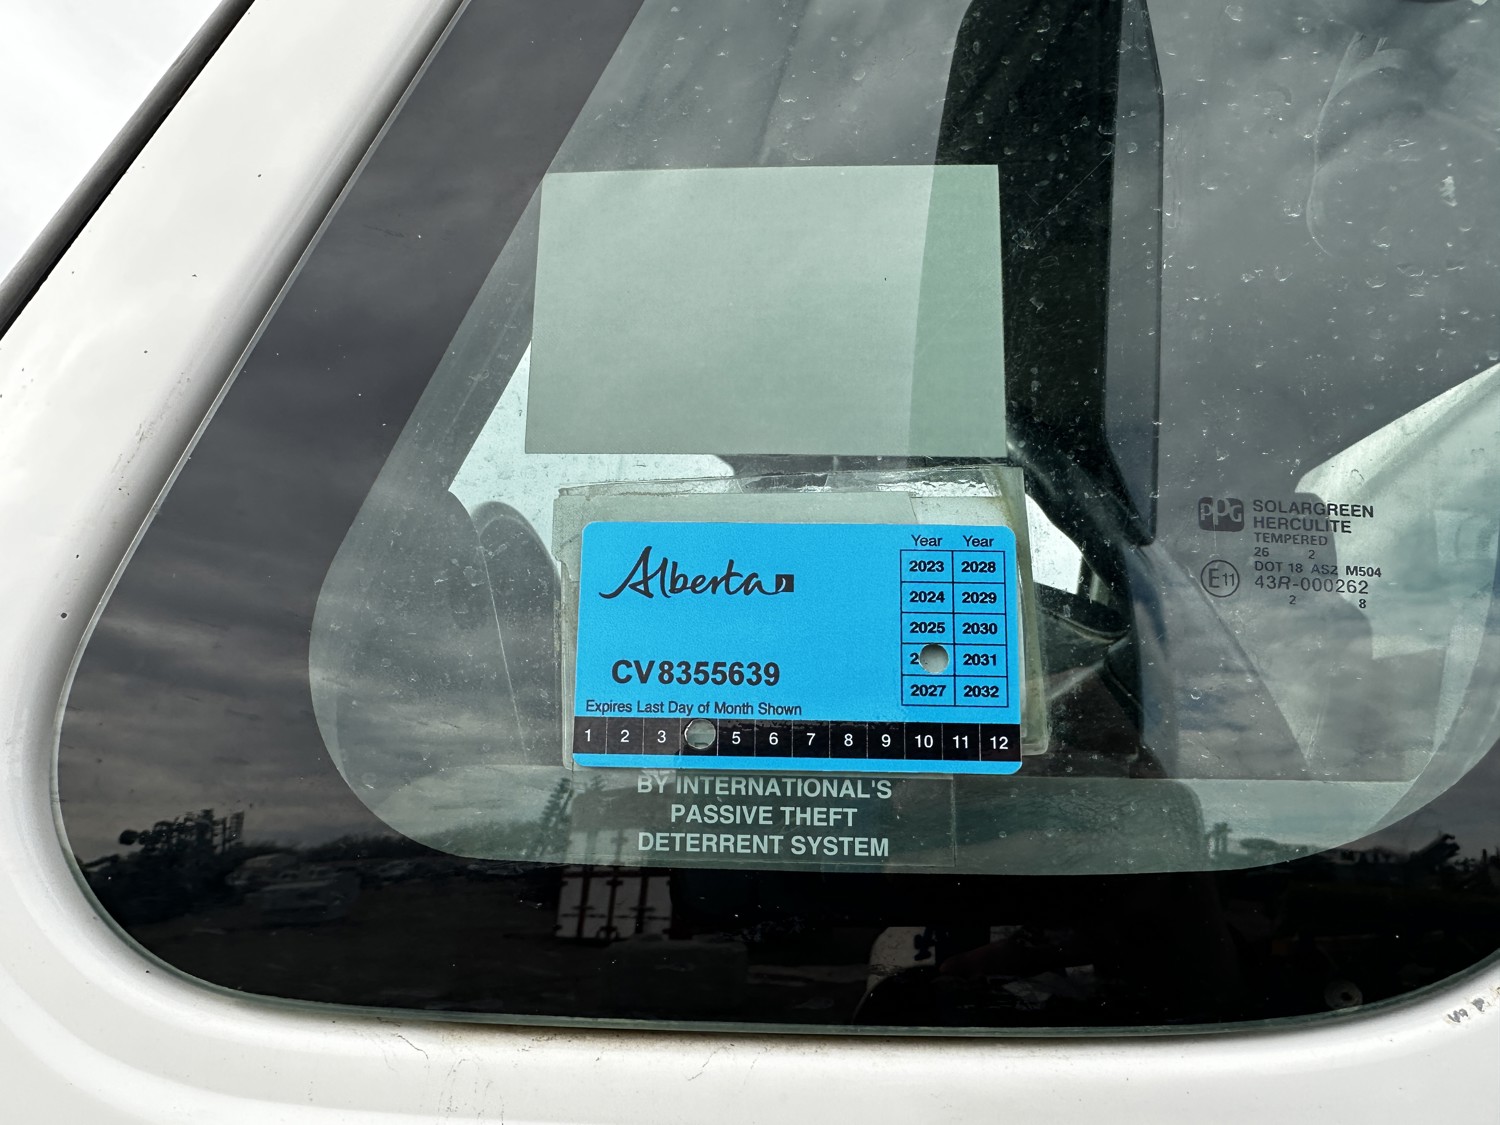 Alberta
CV8355639
Expires Last Day of Month Shown
Year Year
2023 2028
2024 2029
2025 2030
2 2031
2027 2032
1 2 3 5 6 7 8 9 10 11 12
BY INTERNATIONAL'S
PASSIVE THEFT
DETERRENT SYSTEM
PPG SOLARGREEN
HERCULITE
TEMPERED
26 2
DOT 18 AS2 M504
E11 43R-000262
2 8